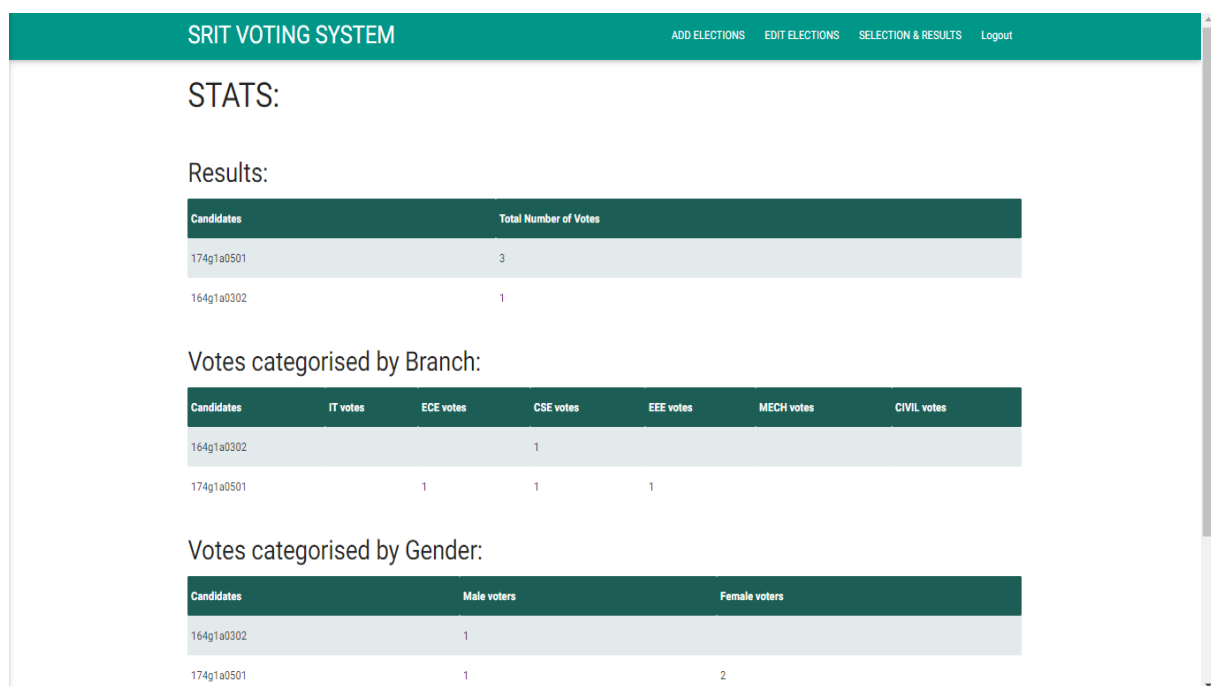 SRIT VOTING SYSTEM ADD ELECTIONS EDIT ELECTIONS SELECTION & RESULTS Logout
STATS:
Results:
Candidates Total Number of Votes
174g1a0501 3
164g1a0302 1
Votes categorised by Branch:
Candidates IT votes ECE votes CSE votes EEE votes MECH votes CIVIL votes
164g1a0302 1
174g1a0501 1 1 1
Votes categorised by Gender:
Candidates Male voters Female voters
164g1a0302 1
174g1a0501 1 2